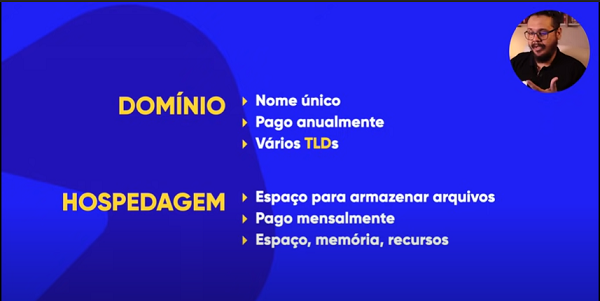 DOMÍNIO
Nome único
Pago anualmente
Vários TLDs
HOSPEDAGEM
Espaço para armazenar arquivos
Pago mensalmente
Espaço, memória, recursos